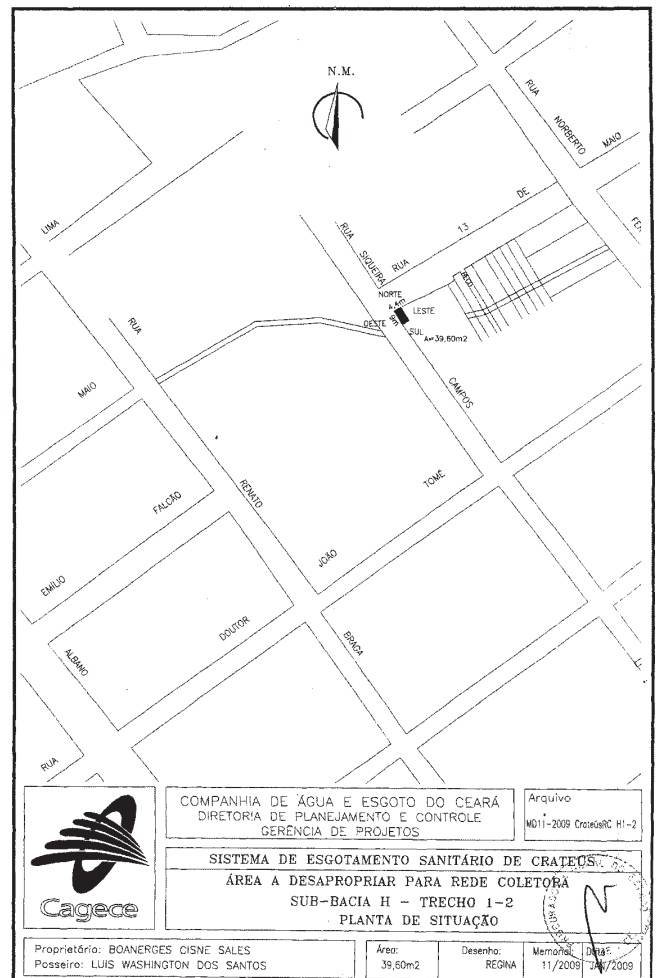 N.M.
RUA
NORBERTO
MAIO
LIMA
RUA
SIQUEIRA
RUA
13
DE
NORTE
4,4m
LESTE
BECO
9m
OESTE
SUL
A=39,60m2
RUA
MAIO
CAMPOS
RENATO
TOMÉ
FALCÃO
JOÃO
EMÍLIO
DOUTOR
BRAGA
ALBANO
RUA
Cagece
COMPANHIA DE ÁGUA E ESGOTO DO CEARÁ
DIRETORIA DE PLANEJAMENTO E CONTROLE
GERÊNCIA DE PROJETOS
Arquivo
MD11-2009 CrateúsRC H1-2
SISTEMA DE ESGOTAMENTO SANITÁRIO DE CRATEÚS
ÁREA A DESAPROPRIAR PARA REDE COLETORA
SUB-BACIA H - TRECHO 1-2
PLANTA DE SITUAÇÃO
Proprietário: BOANERGES CISNE SALES
Posseiro: LUIS WASHINGTON DOS SANTOS
Área:
39,60m2
Desenho:
REGINA
Memorial:
11/2009
Data:
JAN/2009